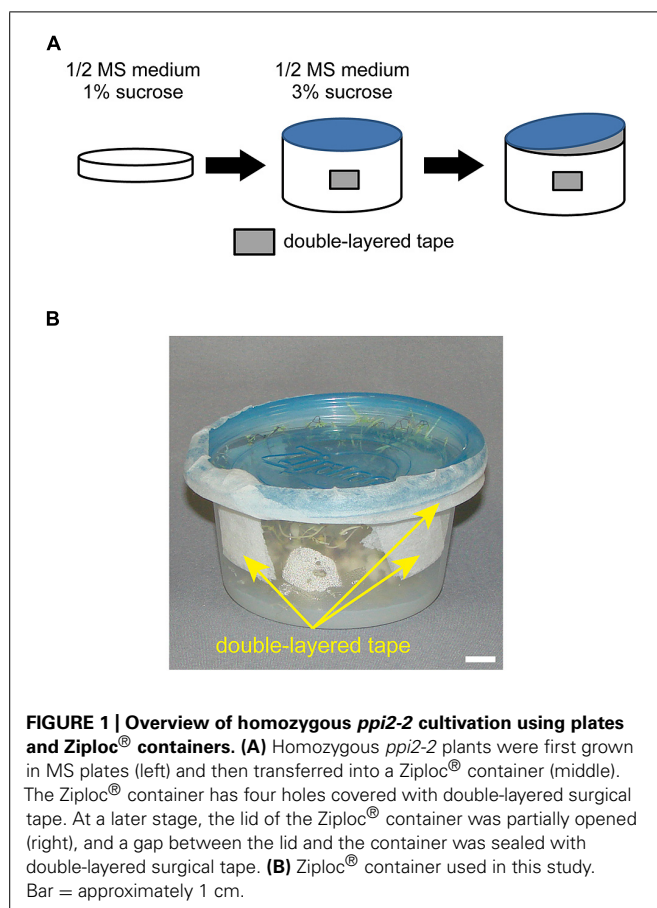 A
1/2 MS medium
1% sucrose
1/2 MS medium
3% sucrose
double-layered tape
B
Ziploc
double-layered tape
FIGURE 1 | Overview of homozygous ppi2-2 cultivation using plates
and Ziploc® containers. (A) Homozygous ppi2-2 plants were first grown
in MS plates (left) and then transferred into a Ziploc® container (middle).
The Ziploc® container has four holes covered with double-layered surgical
tape. At a later stage, the lid of the Ziploc® container was partially opened
(right), and a gap between the lid and the container was sealed with
double-layered surgical tape. (B) Ziploc® container used in this study.
Bar = approximately 1 cm.